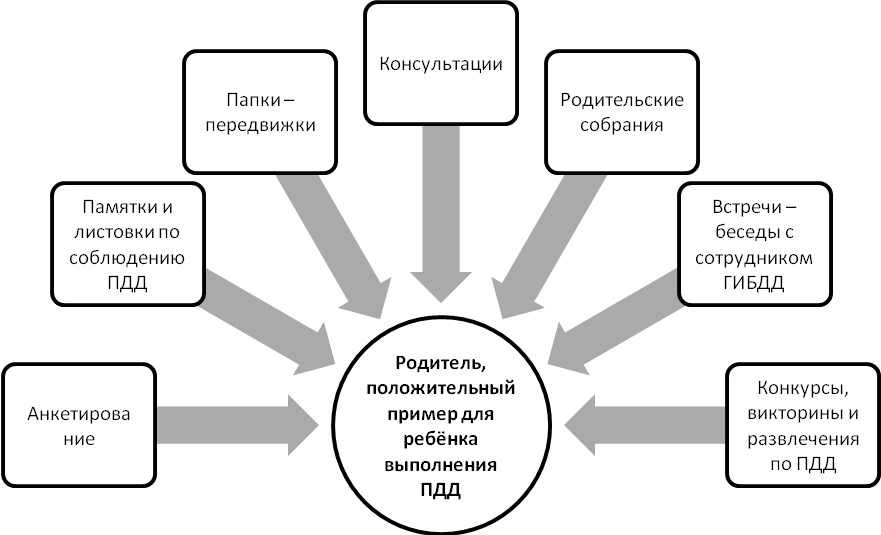 Консультации
Папки –
передвижки
Родительские
собрания
Памятки и
листовки по
соблюдению
ПДД
Встречи –
беседы с
сотрудником
ГИБДД
Анкетирова
ние
Родитель,
положительный
пример для
ребёнка
выполнения
ПДД
Конкурсы,
викторины и
развлечения
по ПДД